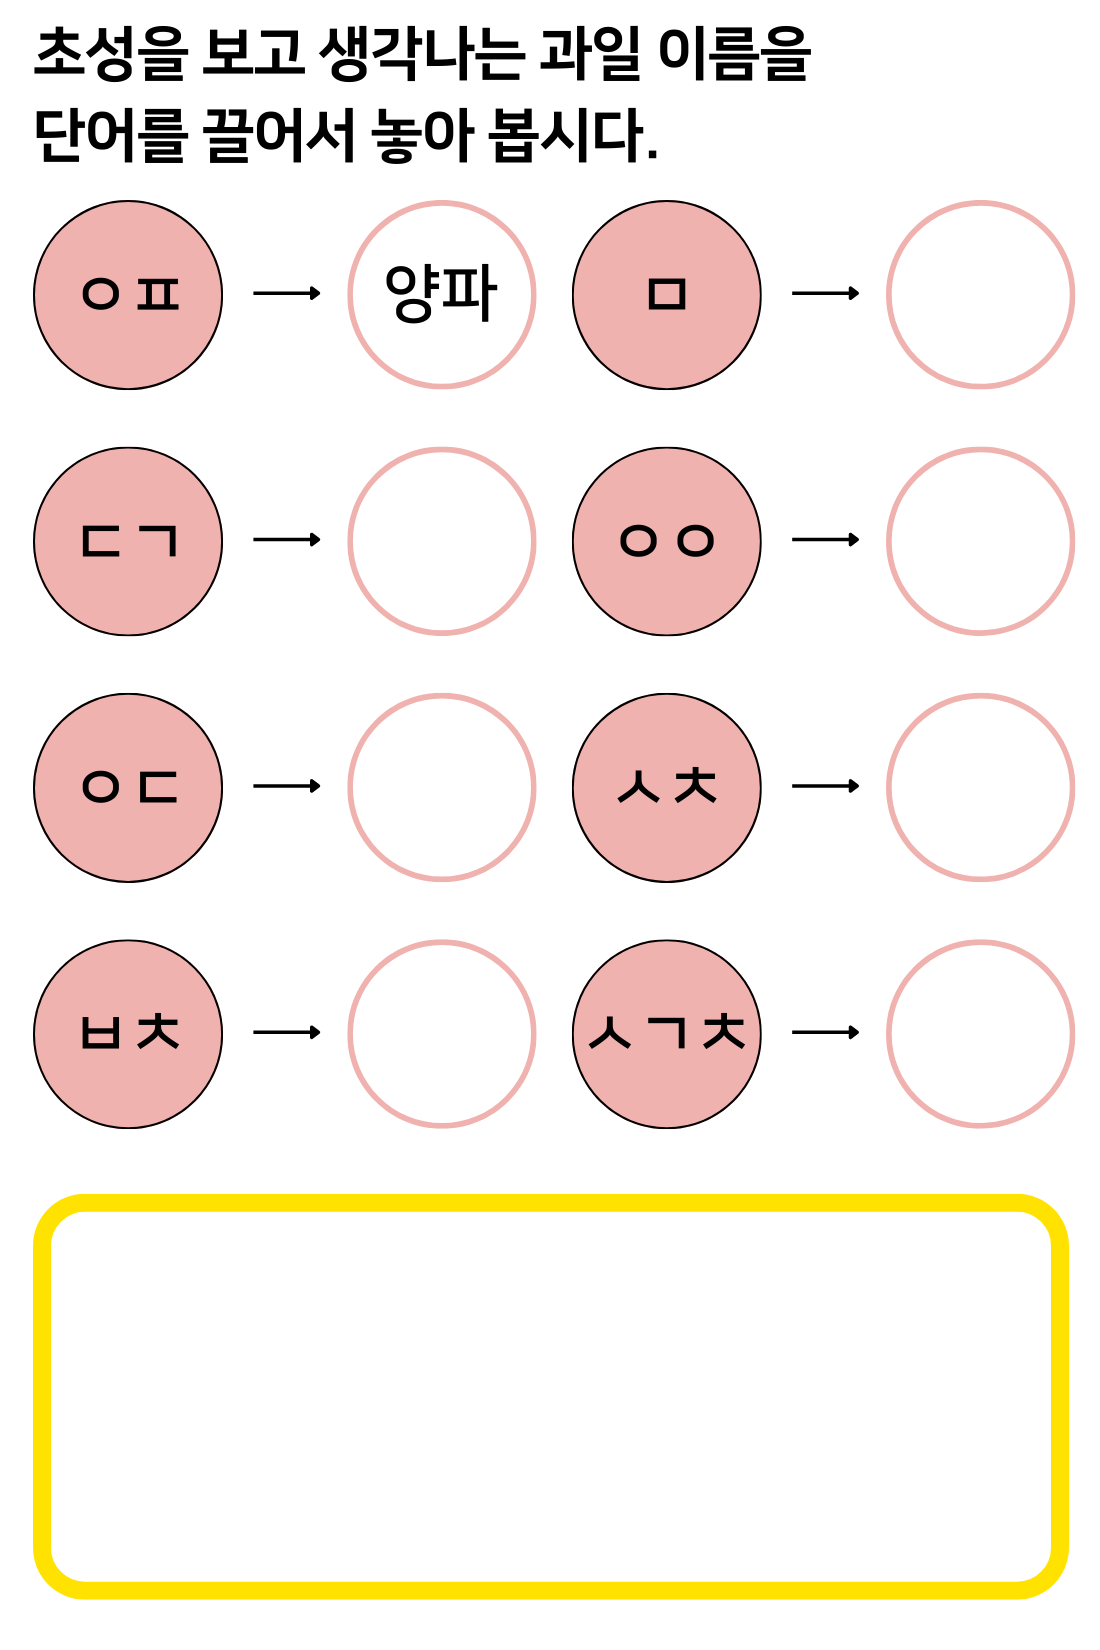 초성을 보고 생각나는 과일 이름을
단어를 끌어서 놓아 봅시다.
ㅇㅍ 양파 ㅁ
ㄷㄱ ㅇㅇ
ㅇㄷ ㅅㅊ
ㅂㅊ ㅅㄱㅊ